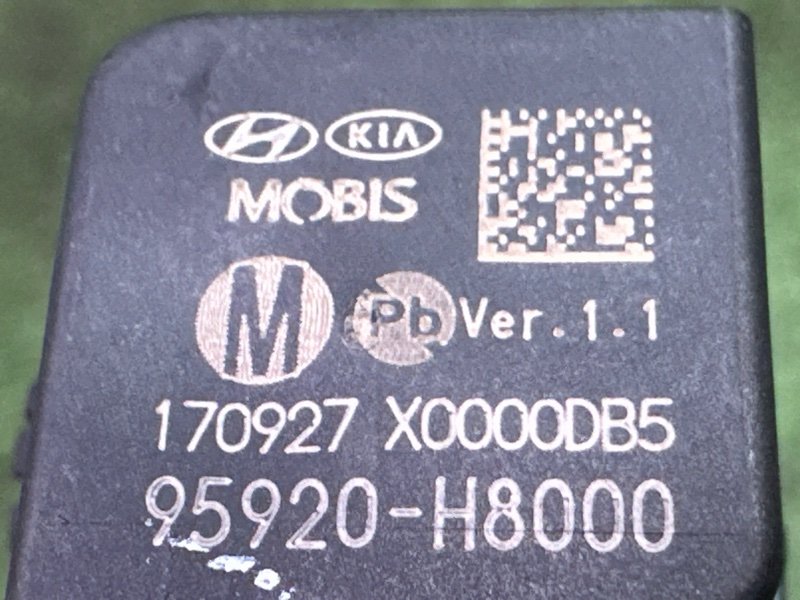 KIA
MOBIS
M Pb Ver.1.1
170927 X0000DB5
95920-H8000